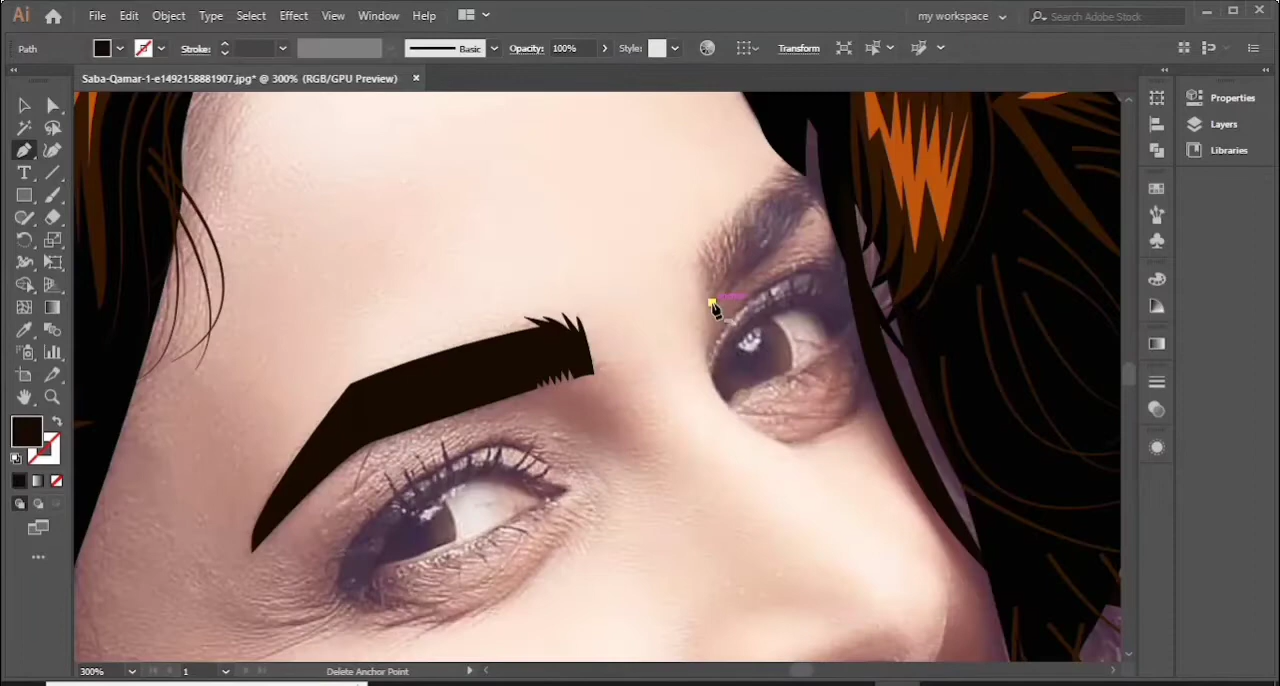 Ai File Edit Object Type Select Effect View Window Help my workspace Search Adobe Stock
Path Stroke: Basic Opacity: 100% Style: Transform
Saba-Qamar-1-e1492158881907.jpg* @ 300% (RGB/GPU Preview)
Properties
Layers
Libraries
300% 1 Delete Anchor Point